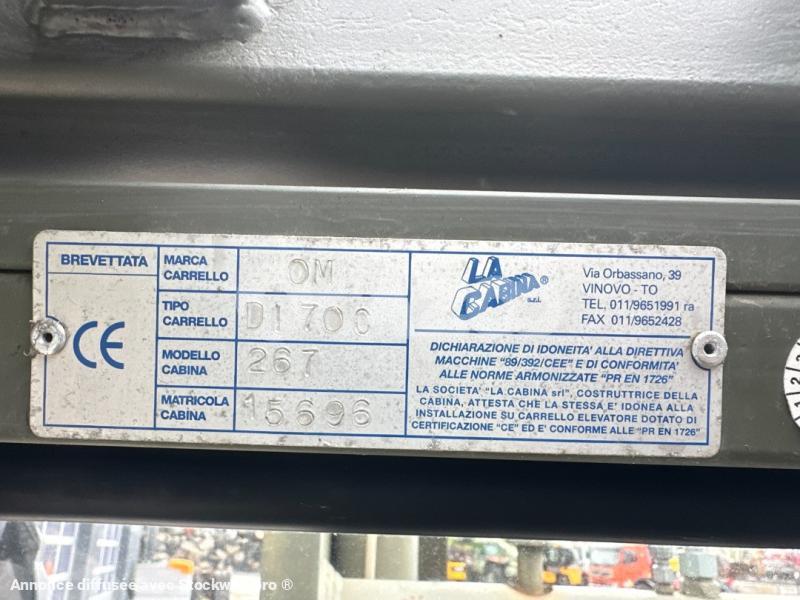 BREVETTATA
CE
MARCA
CARRELLO
OM
TIPO
CARRELLO
D170C
MODELLO
CABINA
267
MATRICOLA
CABINA
15696
LA
CABINA®
s.r.l.
Via Orbassano, 39
VINOVO - TO
TEL, 011/9651991 ra
FAX 011/9652428
DICHIARAZIONE DI IDONEITA' ALLA DIRETTIVA
MACCHINE "89/392/CEE" E DI CONFORMITA'
ALLE NORME ARMONIZZATE "PR EN 1726"
LA SOCIETA' "LA CABINA srl", COSTRUTTRICE DELLA
CABINA, ATTESTA CHE LA STESSA E' IDONEA ALLA
INSTALLAZIONE SU CARRELLO ELEVATORE DOTATO DI
CERTIFICAZIONE "CE" ED E' CONFORME ALLE "PR EN 1726"
Annonce diffusée avec Stockwebpro ®